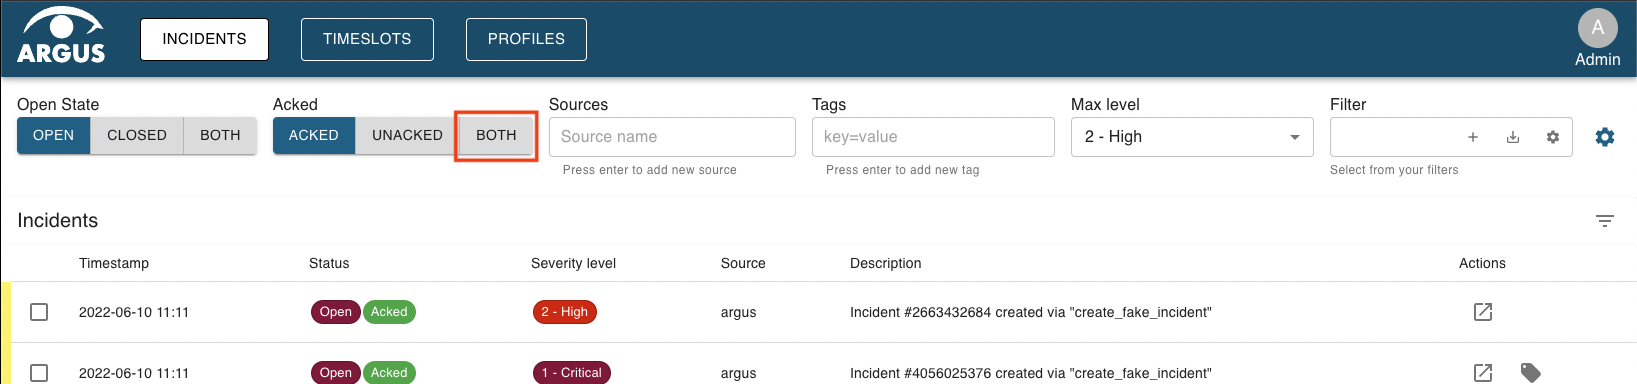 ARGUS
INCIDENTS
TIMESLOTS
PROFILES
A
Admin
Open State
OPEN CLOSED BOTH
Acked
ACKED UNACKED BOTH
Sources
Source name
Press enter to add new source
Tags
key=value
Press enter to add new tag
Max level
2 - High
Filter
Select from your filters
Incidents
Timestamp Status Severity level Source Description Actions
2022-06-10 11:11 Open Acked 2 - High argus Incident #2663432684 created via "create_fake_incident"
2022-06-10 11:11 Open Acked 1 - Critical argus Incident #4056025376 created via "create_fake_incident"